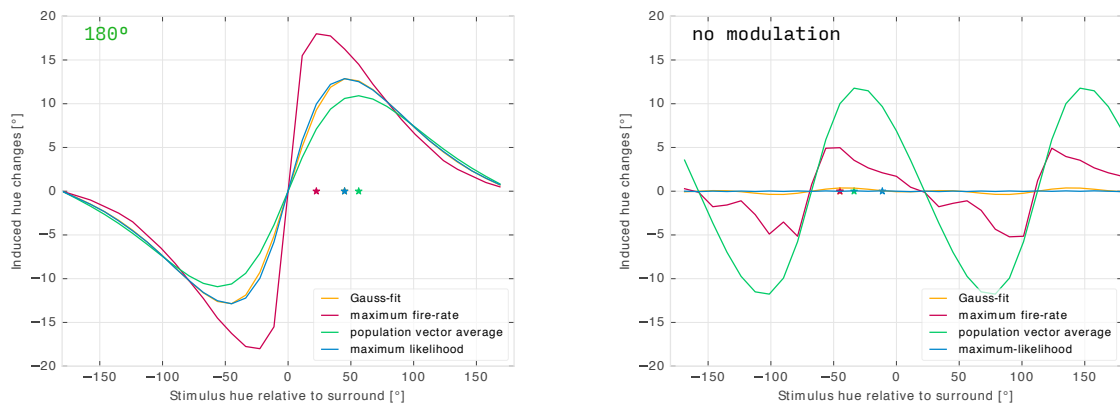 180°
20
15
10
5
0
−5
−10
−15
−20
Induced hue changes [°]
−150
−100
−50
0
50
100
150
Stimulus hue relative to surround [°]
Gauss-fit
maximum fire-rate
population vector average
maximum likelihood
no modulation
20
15
10
5
0
−5
−10
−15
−20
Induced hue changes [°]
−150
−100
−50
0
50
100
150
Stimulus hue relative to surround [°]
Gauss-fit
maximum fire-rate
population vector average
maximum-likelihood